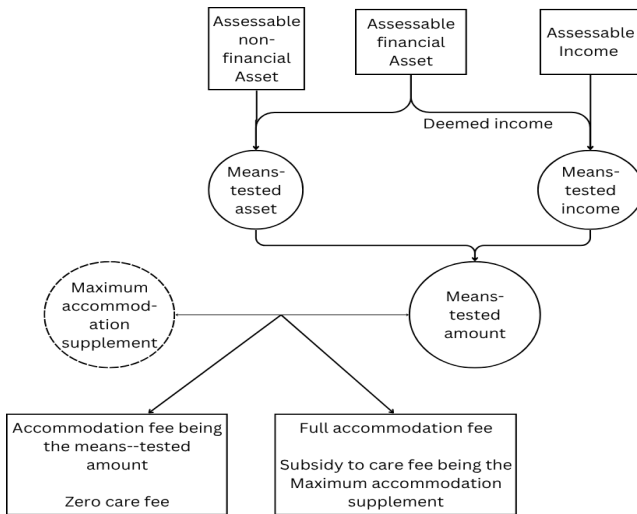 Assessable
non-
financial
Asset
Assessable
financial
Asset
Assessable
Income
Deemed income
Means-
tested
asset
Means-
tested
income
Maximum
accommod-
ation
supplement
Means-
tested
amount
Accommodation fee being
the means--tested
amount
Zero care fee
Full accommodation fee
Subsidy to care fee being the
Maximum accommodation
supplement